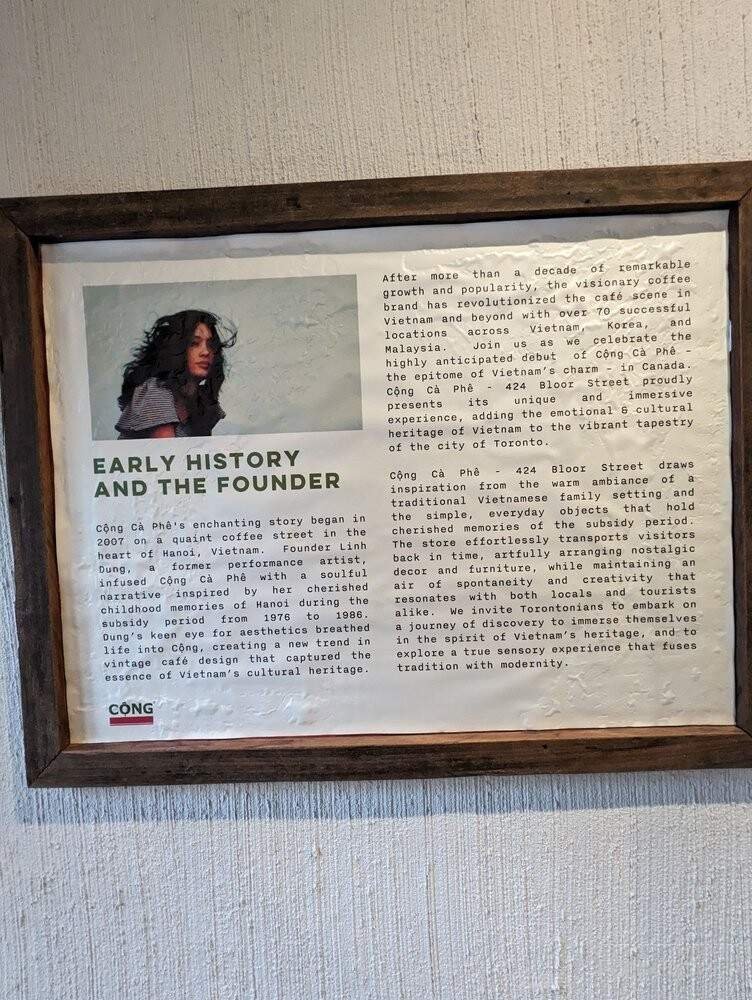 EARLY HISTORY
AND THE FOUNDER
Cộng Cà Phê's enchanting story began in
2007 on a quaint coffee street in the
heart of Hanoi, Vietnam. Founder Linh
Dung, a former performance artist,
infused Cộng Cà Phê with a soulful
narrative inspired by her cherished
childhood memories of Hanoi during the
subsidy period from 1976 to 1986.
Dung's keen eye for aesthetics breathed
life into Cộng, creating a new trend in
vintage café design that captured the
essence of Vietnam's cultural heritage.
CỘNG
After more than a decade of remarkable
growth and popularity, the visionary coffee
brand has revolutionized the café scene in
Vietnam and beyond with over 70 successful
locations across Vietnam, Korea, and
Malaysia. Join us as we celebrate the
highly anticipated debut of Cộng Cà Phê -
the epitome of Vietnam's charm - in Canada.
Cộng Cà Phê - 424 Bloor Street proudly
presents its unique and immersive
experience, adding the emotional & cultural
heritage of Vietnam to the vibrant tapestry
of the city of Toronto.
Cộng Cà Phê - 424 Bloor Street draws
inspiration from the warm ambiance of a
traditional Vietnamese family setting and
the simple, everyday objects that hold
cherished memories of the subsidy period.
The store effortlessly transports visitors
back in time, artfully arranging nostalgic
decor and furniture, while maintaining an
air of spontaneity and creativity that
resonates with both locals and tourists
alike. We invite Torontonians to embark on
a journey of discovery to immerse themselves
in the spirit of Vietnam's heritage, and to
explore a true sensory experience that fuses
tradition with modernity.